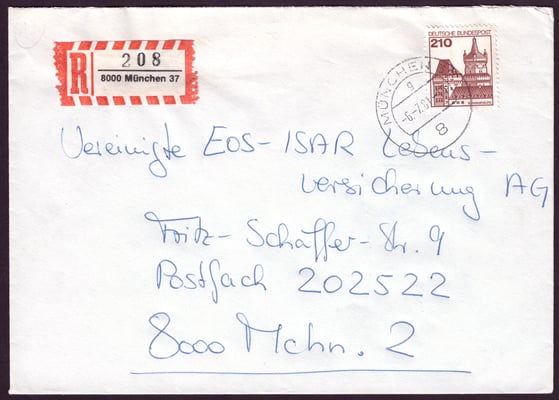 R
208
8000 München 37
DEUTSCHE BUNDESPOST
210
MÜNCHEN
8
Vereinigte EOS-ISAR Lebens-
versicherung AG
Fritz-Schäffer-Str. 9
Postfach 202522
8000 Mchn. 2